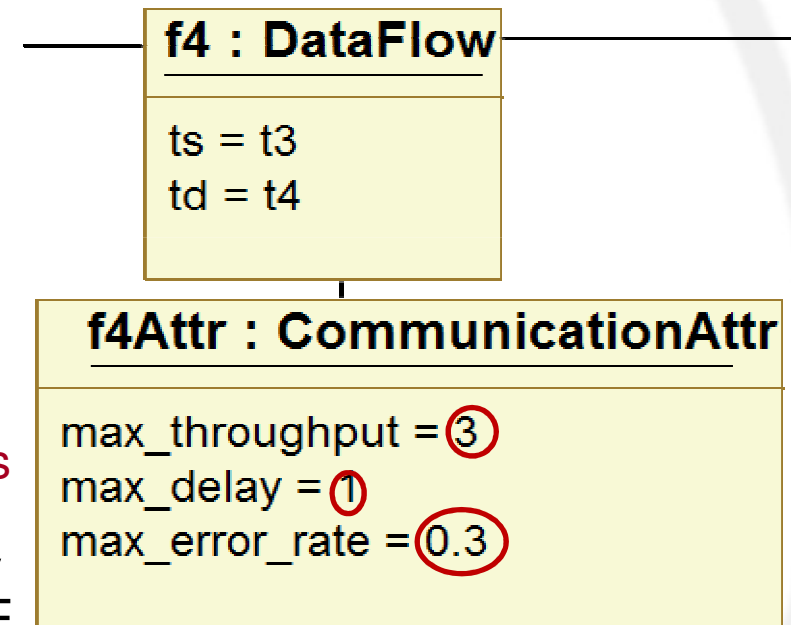 f4 : DataFlow
ts = t3
td = t4
f4Attr : CommunicationAttr
max_throughput = 3
s
max_delay = 1
max_error_rate = 0.3